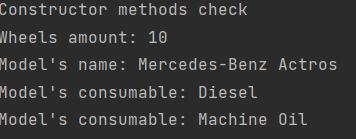 Constructor methods check
Wheels amount: 10
Model's name: Mercedes-Benz Actros
Model's consumable: Diesel
Model's consumable: Machine Oil